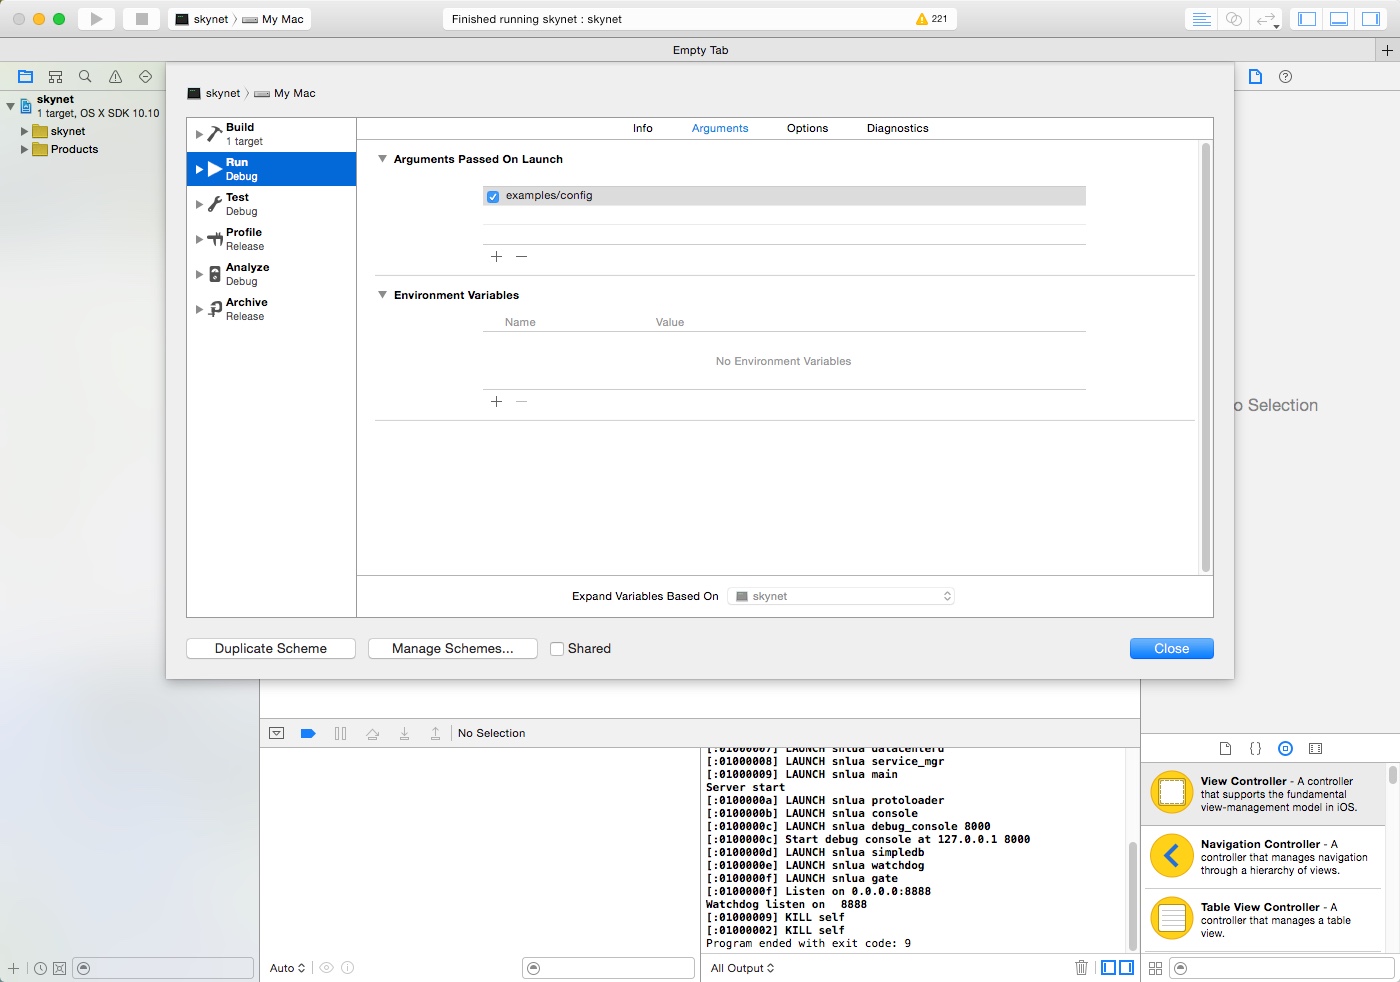 skynet 〉 My Mac
Finished running skynet : skynet
221
Empty Tab
skynet
1 target, OS X SDK 10.10
skynet
Products
skynet 〉 My Mac
Build
1 target
Run
Debug
Test
Debug
Profile
Release
Analyze
Debug
Archive
Release
Info Arguments Options Diagnostics
Arguments Passed On Launch
examples/config
Environment Variables
Name Value
No Environment Variables
Expand Variables Based On skynet
Duplicate Scheme
Manage Schemes...
Shared
Close
o Selection
No Selection
[:01000007] LAUNCH snlua datacenterd
[:01000008] LAUNCH snlua service_mgr
[:01000009] LAUNCH snlua main
Server start
[:0100000a] LAUNCH snlua protoloader
[:0100000b] LAUNCH snlua console
[:0100000c] LAUNCH snlua debug_console 8000
[:0100000c] Start debug console at 127.0.0.1 8000
[:0100000d] LAUNCH snlua simpledb
[:0100000e] LAUNCH snlua watchdog
[:0100000f] LAUNCH snlua gate
[:0100000f] Listen on 0.0.0.0:8888
Watchdog listen on  8888
[:01000009] KILL self
[:01000002] KILL self
Program ended with exit code: 9
Auto
All Output
View Controller - A controller
that supports the fundamental
view-management model in iOS.
Navigation Controller - A
controller that manages navigation
through a hierarchy of views.
Table View Controller - A
controller that manages a table
view.